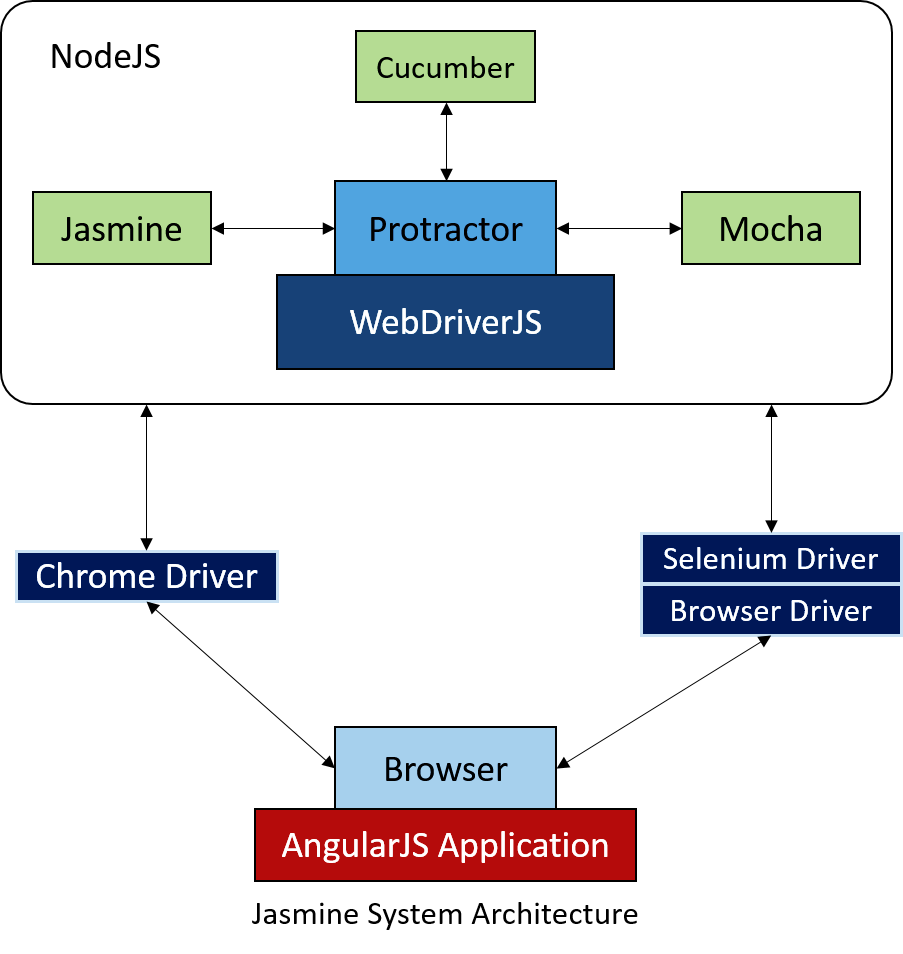 NodeJS
Cucumber
Jasmine
Protractor
Mocha
WebDriverJS
Chrome Driver
Selenium Driver
Browser Driver
Browser
AngularJS Application
Jasmine System Architecture